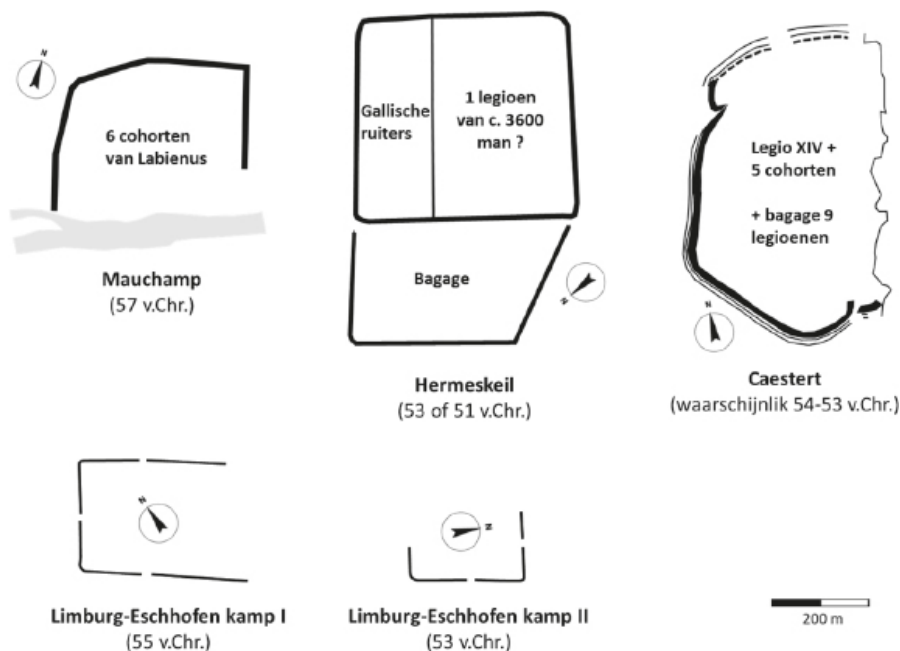 N
6 cohorten
van Labienus
Mauchamp
(57 v.Chr.)
Gallische
ruiters
1 legioen
van c. 3600
man ?
Bagage
N
Hermeskeil
(53 of 51 v.Chr.)
Legio XIV +
5 cohorten
+ bagage 9
legioenen
N
Caestert
(waarschijnlik 54-53 v.Chr.)
N
Limburg-Eschhofen kamp I
(55 v.Chr.)
N
Limburg-Eschhofen kamp II
(53 v.Chr.)
200 m